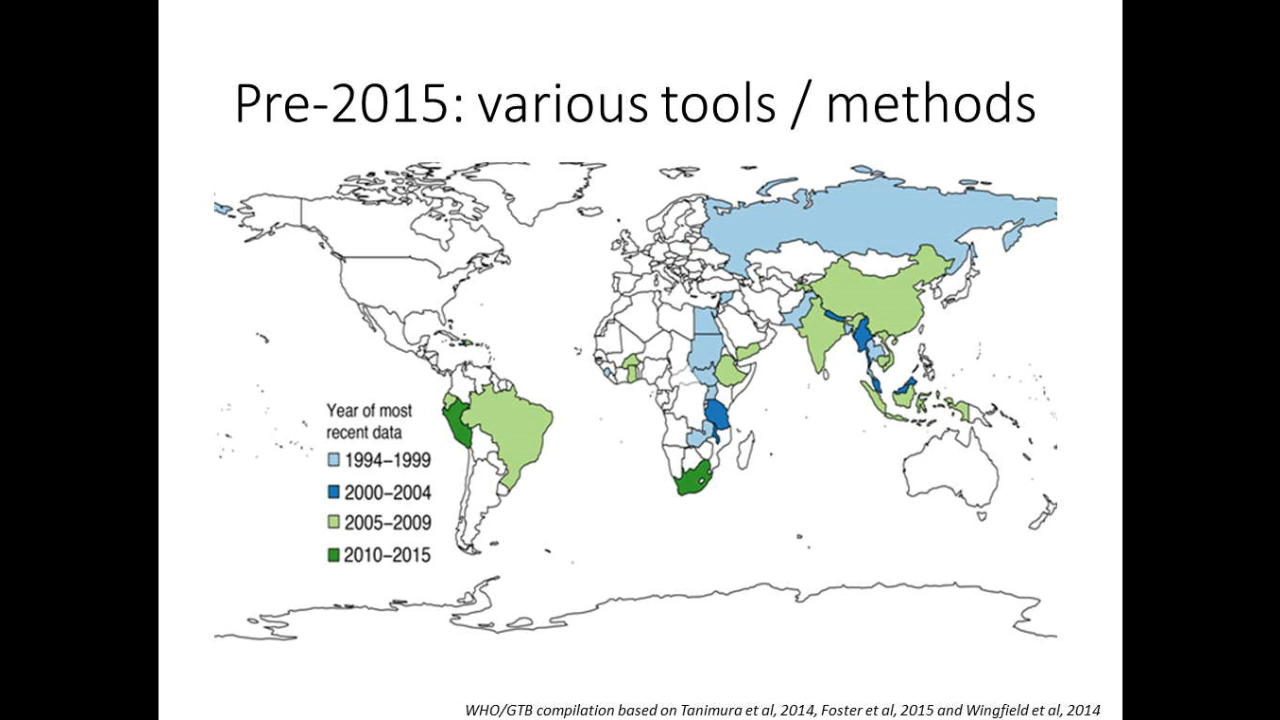 Pre-2015: various tools / methods
Year of most
recent data
1994–1999
2000–2004
2005–2009
2010–2015
WHO/GTB compilation based on Tanimura et al, 2014, Foster et al, 2015 and Wingfield et al, 2014